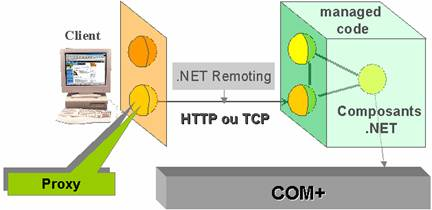 managed
code
Client
.NET Remoting
HTTP ou TCP
Composants
.NET
Proxy
COM+